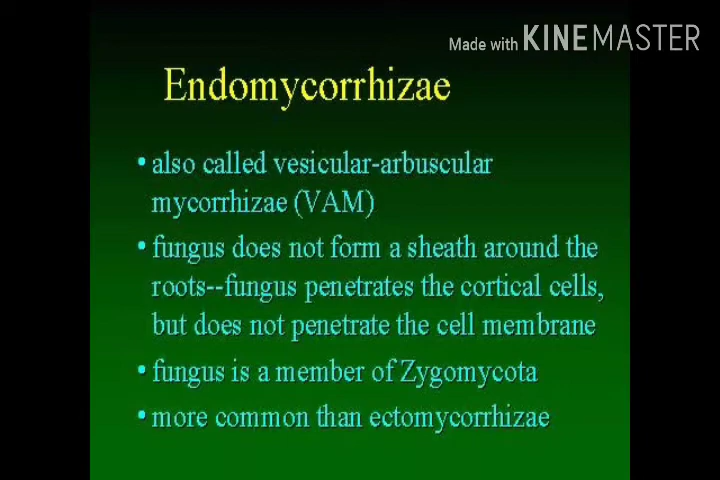 Made with KINEMASTER
Endomycorrhizae
• also called vesicular-arbuscular
mycorrhizae (VAM)
• fungus does not form a sheath around the
roots--fungus penetrates the cortical cells,
but does not penetrate the cell membrane
• fungus is a member of Zygomycota
• more common than ectomycorrhizae